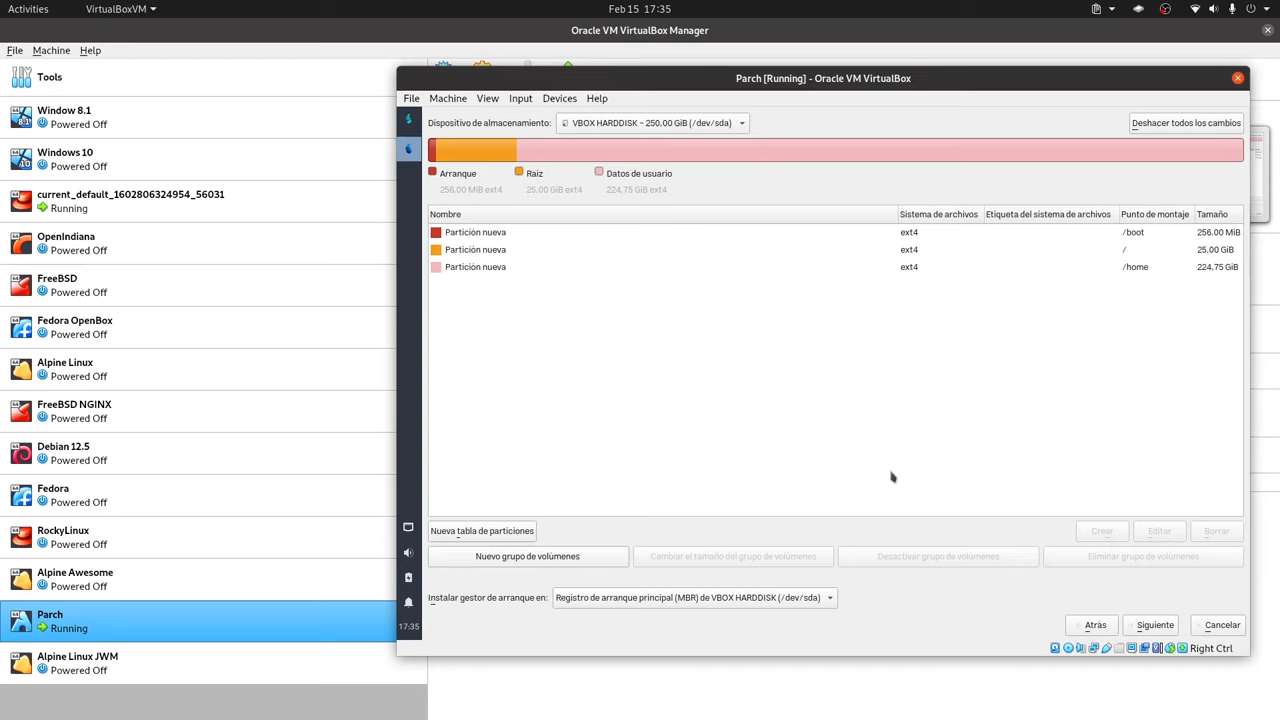 Activities VirtualBoxVM Feb 15 17:35
Oracle VM VirtualBox Manager
File Machine Help
Tools
Window 8.1
Powered Off
Windows 10
Powered Off
current_default_1602806324954_56031
Running
OpenIndiana
Powered Off
FreeBSD
Powered Off
Fedora OpenBox
Powered Off
Alpine Linux
Powered Off
FreeBSD NGINX
Powered Off
Debian 12.5
Powered Off
Fedora
Powered Off
RockyLinux
Powered Off
Alpine Awesome
Powered Off
Parch
Running
Alpine Linux JWM
Powered Off
Parch [Running] - Oracle VM VirtualBox
File Machine View Input Devices Help
Dispositivo de almacenamiento: VBOX HARDDISK – 250,00 GiB (/dev/sda) Deshacer todos los cambios
Arranque Raíz Datos de usuario
256,00 MiB ext4 25,00 GiB ext4 224,75 GiB ext4
Nombre Sistema de archivos Etiqueta del sistema de archivos Punto de montaje Tamaño
Partición nueva ext4 /boot 256,00 MiB
Partición nueva ext4 / 25,00 GiB
Partición nueva ext4 /home 224,75 GiB
Nueva tabla de particiones Crear Editar Borrar
Nuevo grupo de volúmenes Cambiar el tamaño del grupo de volúmenes Desactivar grupo de volúmenes Eliminar grupo de volúmenes
Instalar gestor de arranque en: Registro de arranque principal (MBR) de VBOX HARDDISK (/dev/sda)
17:35 Atrás Siguiente Cancelar
Right Ctrl